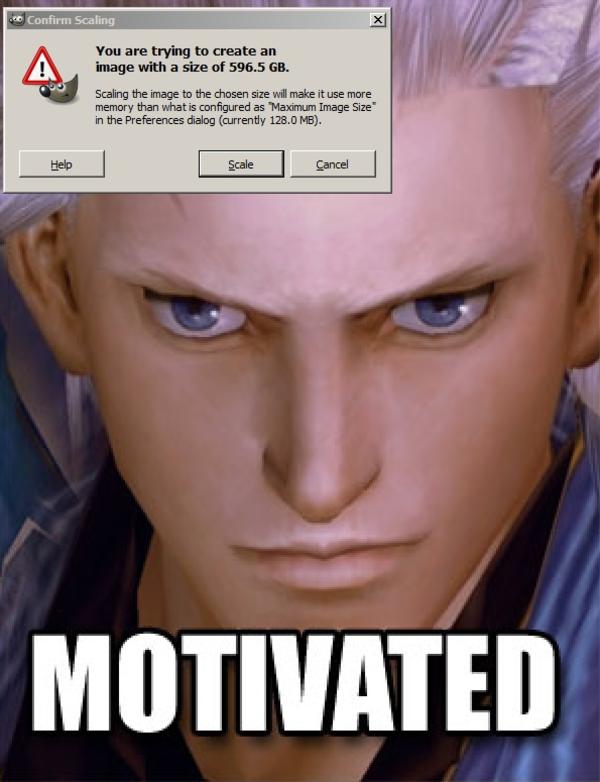 Confirm Scaling
You are trying to create an
image with a size of 596.5 GB.
Scaling the image to the chosen size will make it use more
memory than what is configured as "Maximum Image Size"
in the Preferences dialog (currently 128.0 MB).
Help Scale Cancel
MOTIVATED